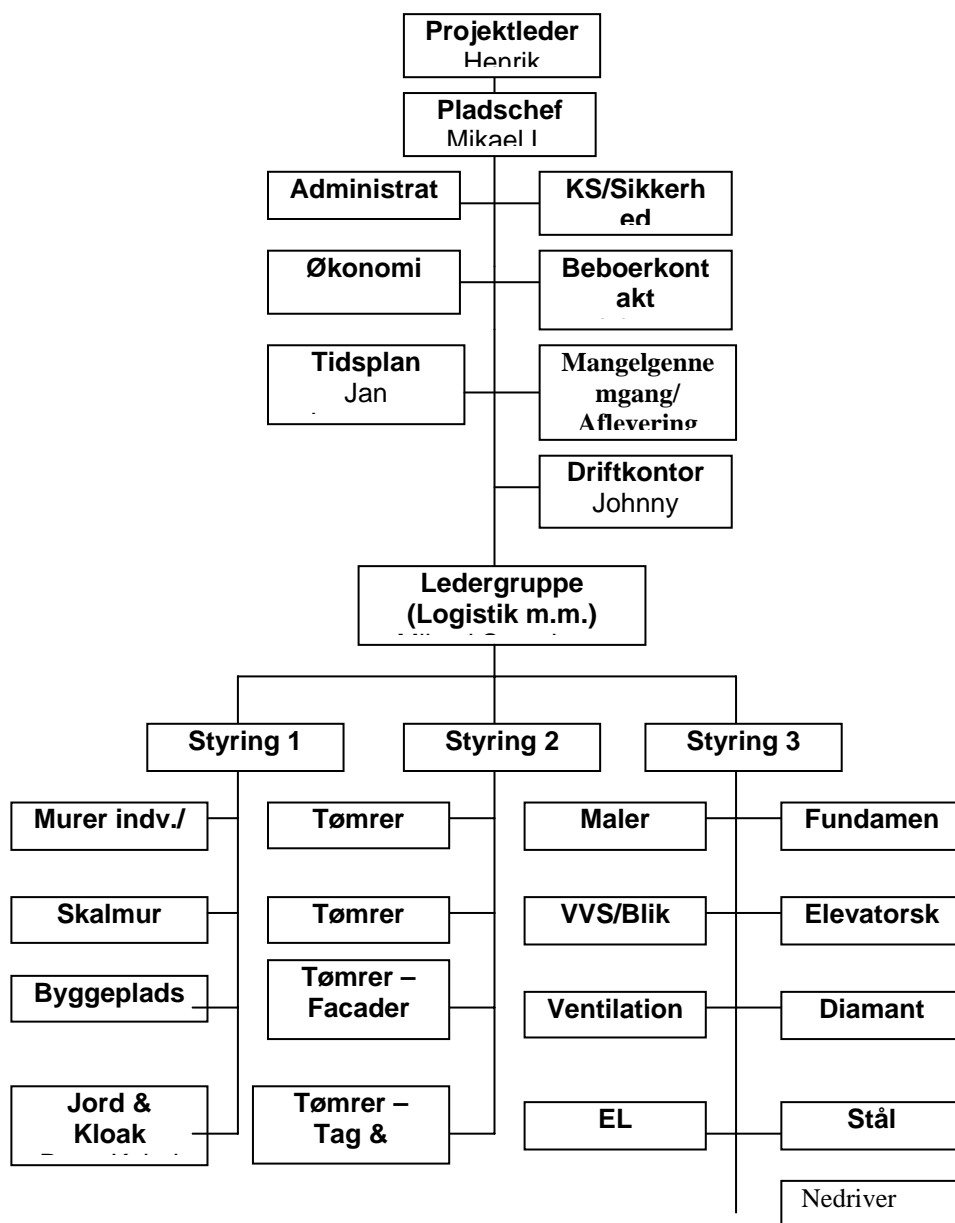 Projektleder
Henrik
Pladschef
Mikael L
Administrat
KS/Sikkerh
ed
Økonomi
Beboerkont
akt
Tidsplan
Jan
Mangelgenne
mgang/
Aflevering
Driftkontor
Johnny
Ledergruppe
(Logistik m.m.)
Styring 1
Styring 2
Styring 3
Murer indv./
Tømrer
Maler
Fundamen
Skalmur
Tømrer
VVS/Blik
Elevatorsk
Byggeplads
Tømrer –
Facader
Ventilation
Diamant
Jord &
Kloak
Tømrer –
Tag &
EL
Stål
Nedriver